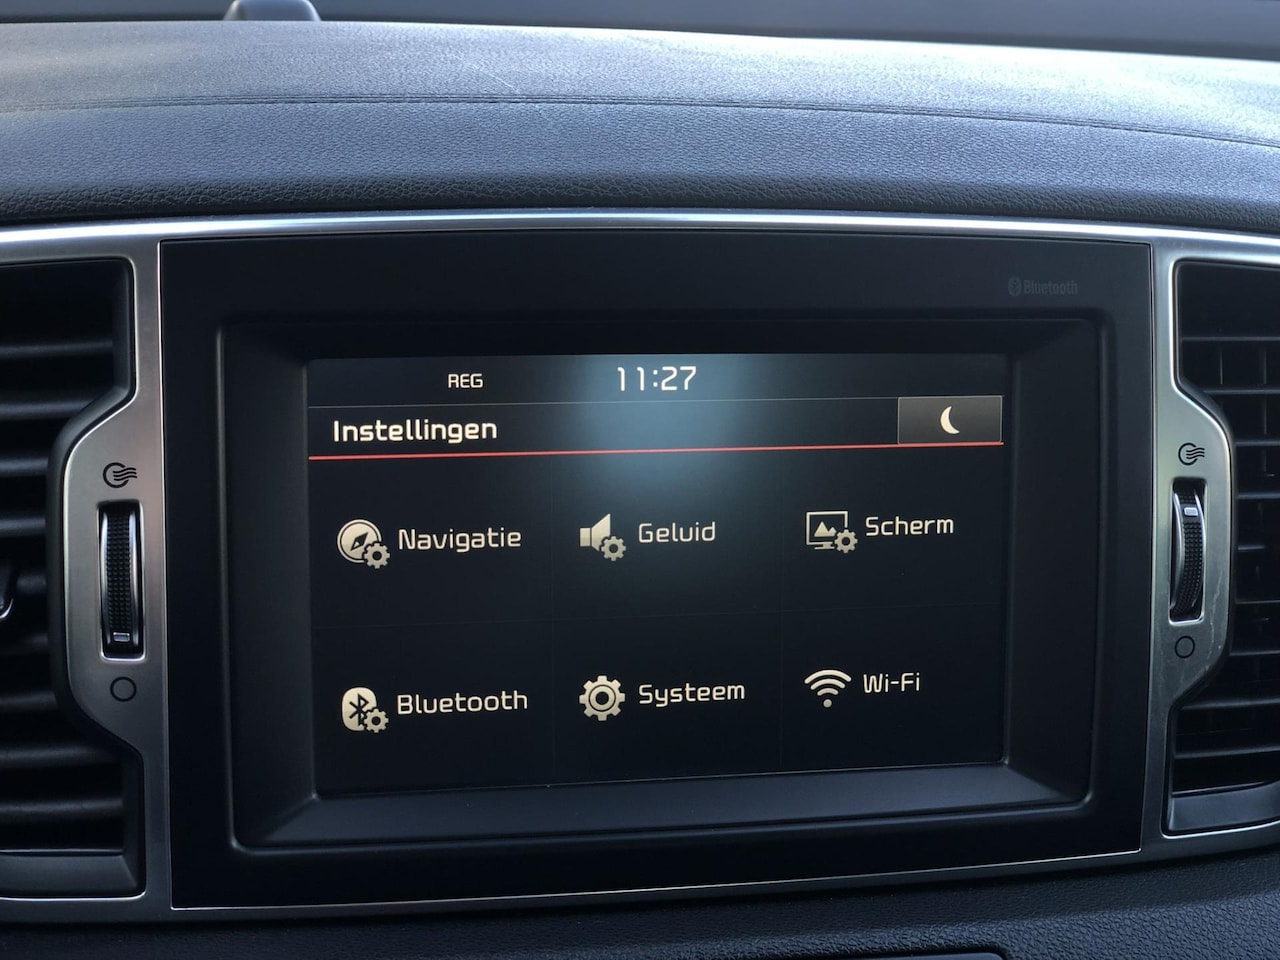 Bluetooth
REG 11:27
Instellingen
Navigatie Geluid Scherm
Bluetooth Systeem Wi-Fi